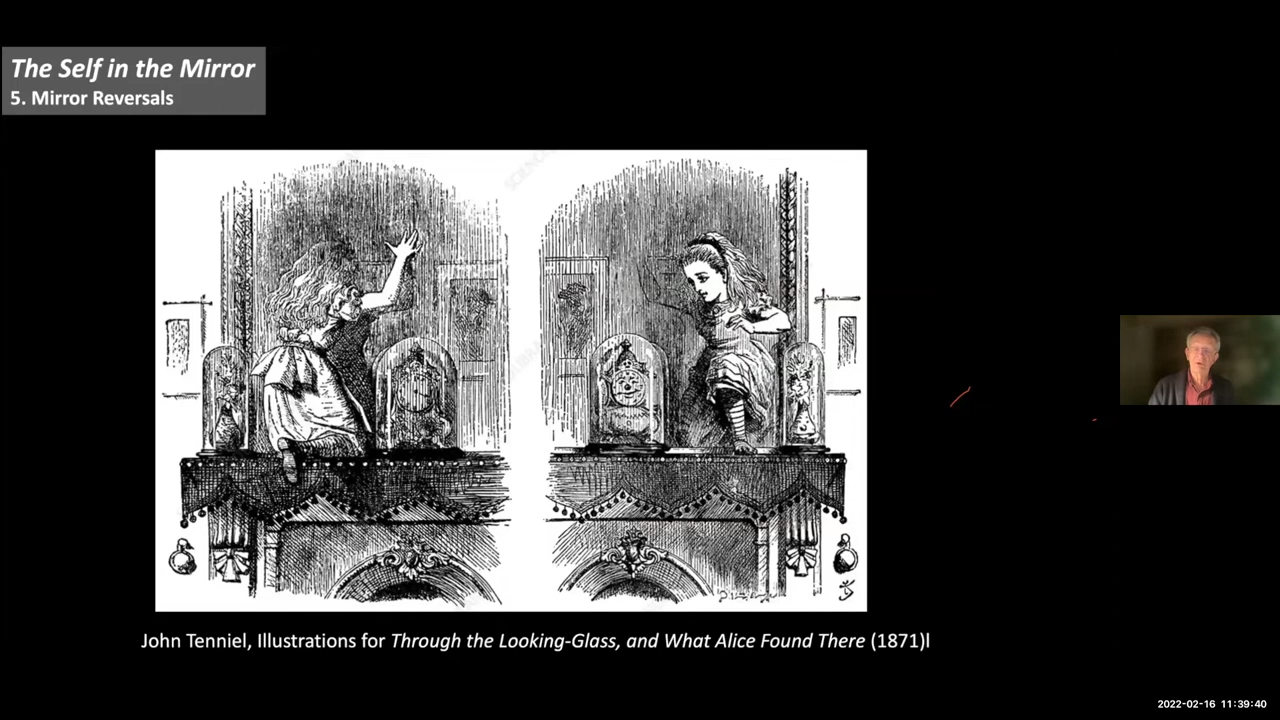 The Self in the Mirror
5. Mirror Reversals
John Tenniel, Illustrations for Through the Looking-Glass, and What Alice Found There (1871)l
2022-02-16 11:39:40